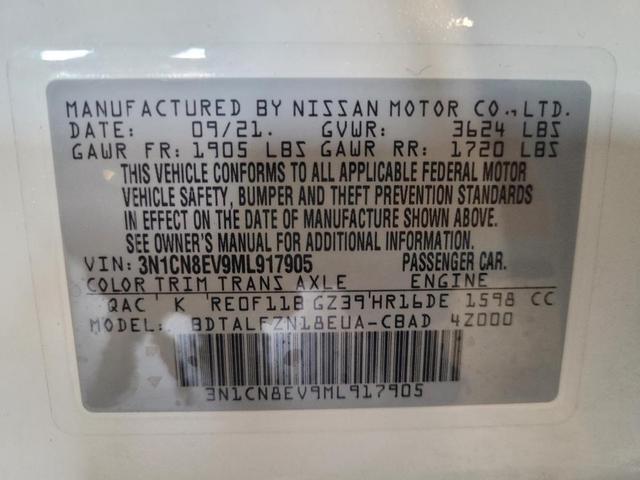 MANUFACTURED BY NISSAN MOTOR CO., LTD.
DATE: 09/21. GVWR: 3624 LBS
GAWR FR: 1905 LBS GAWR RR: 1720 LBS
THIS VEHICLE CONFORMS TO ALL APPLICABLE FEDERAL MOTOR
VEHICLE SAFETY, BUMPER AND THEFT PREVENTION STANDARDS
IN EFFECT ON THE DATE OF MANUFACTURE SHOWN ABOVE.
SEE OWNER'S MANUAL FOR ADDITIONAL INFORMATION
VIN: 3N1CN8EV9ML917905 PASSENGER CAR.
COLOR TRIM TRANS AXLE ENGINE
QAC K RE0F11B GZ39 HR16DE 1598 CC
MODEL: BDTALFZN18EUA-CBAD 4Z000
3N1CN8EV9ML917905